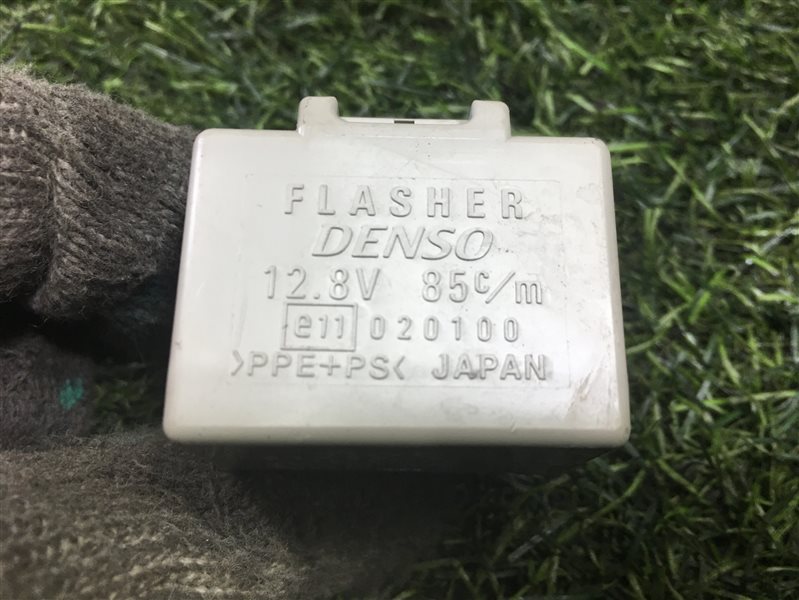 FLASHER
DENSO
12.8V 85c/m
e11 020100
>PPE+PS< JAPAN